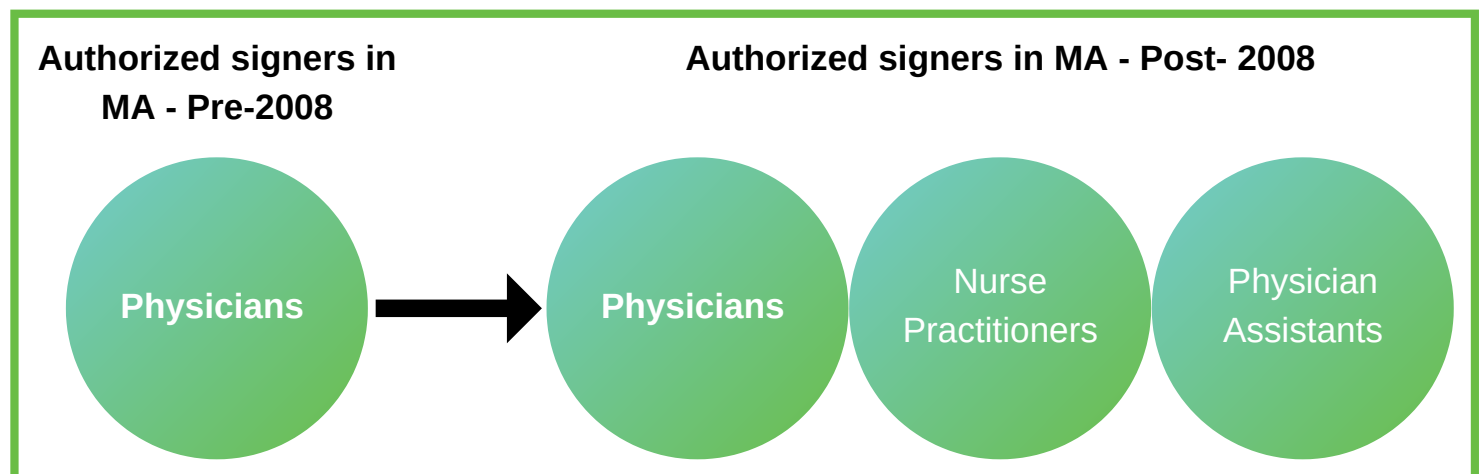 Authorized signers in
MA - Pre-2008
Authorized signers in MA - Post- 2008
Physicians
Physicians
Nurse
Practitioners
Physician
Assistants